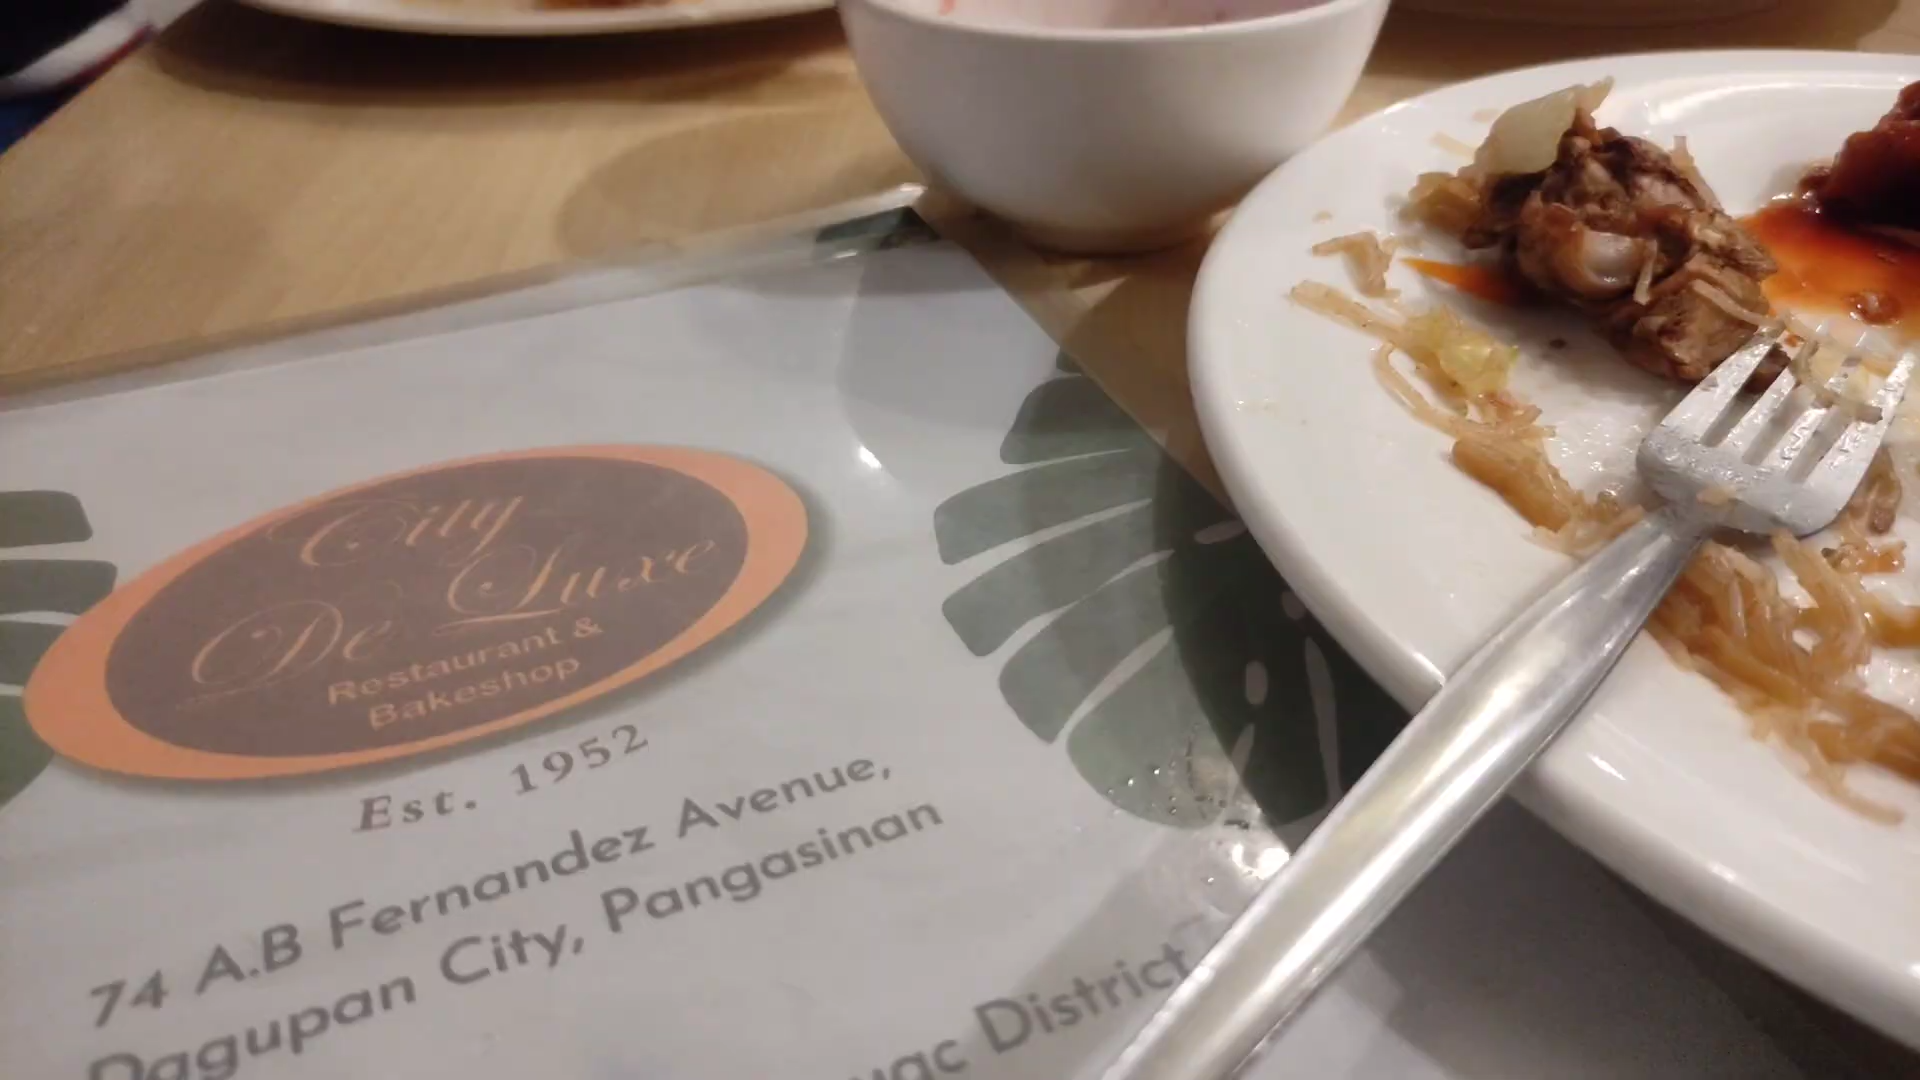 City
De Luxe
Restaurant &
Bakeshop
Est. 1952
74 A.B Fernandez Avenue,
Dagupan City, Pangasinan
District